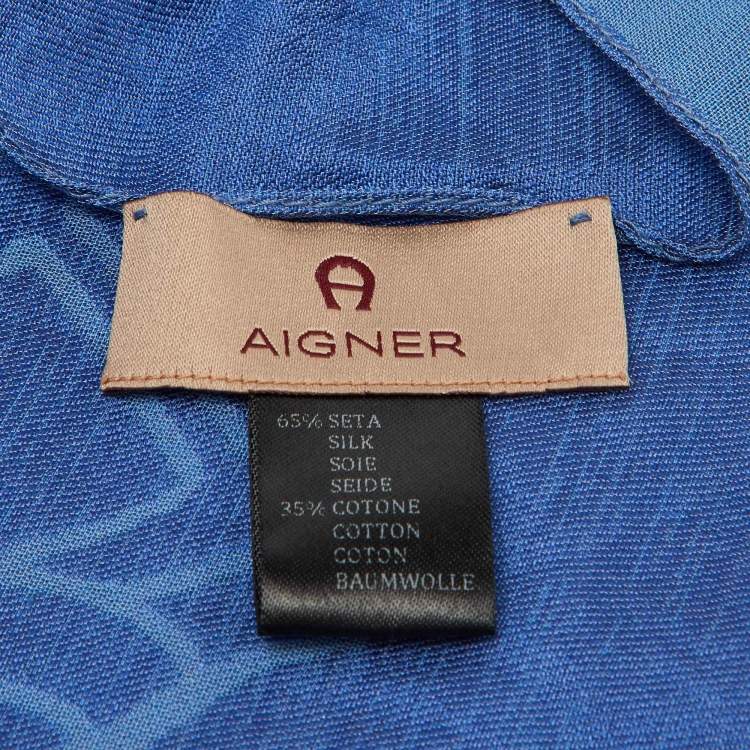 AIGNER
65% SETA
SILK
SOIE
SEIDE
35% COTONE
COTTON
COTON
BAUMWOLLE